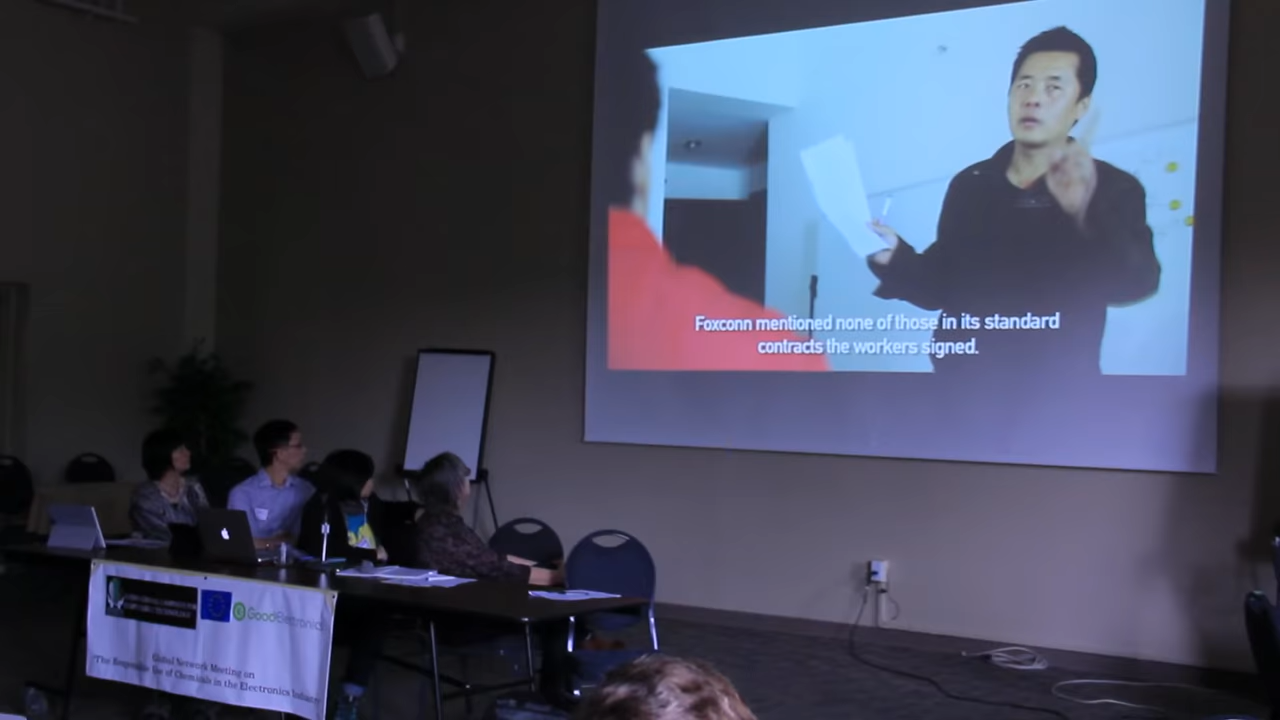 Foxconn mentioned none of those in its standard
contracts the workers signed.
GoodElectronics
Global Network Meeting on
"The Responsible Use of Chemicals in the Electronics Industry